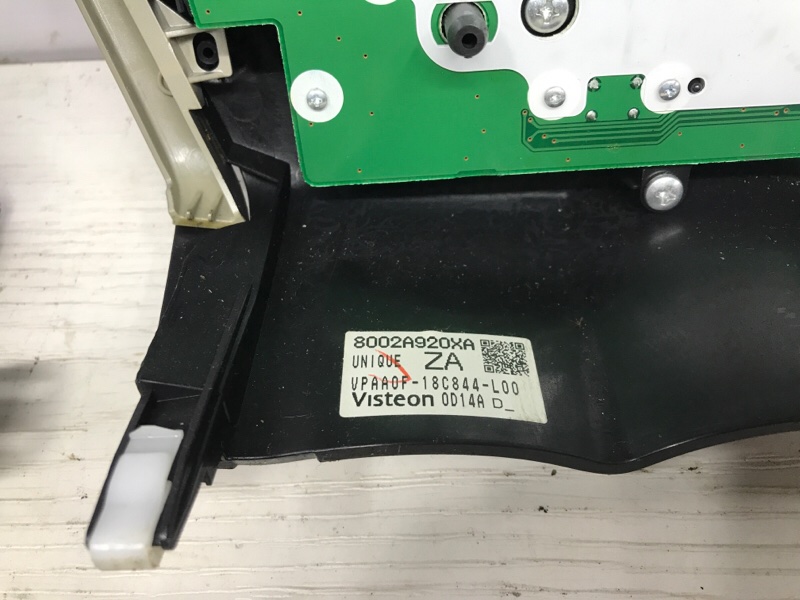 8002A920XA
UNIQUE ZA
VPAA0F-18C844-L00
Visteon 0D14A D_